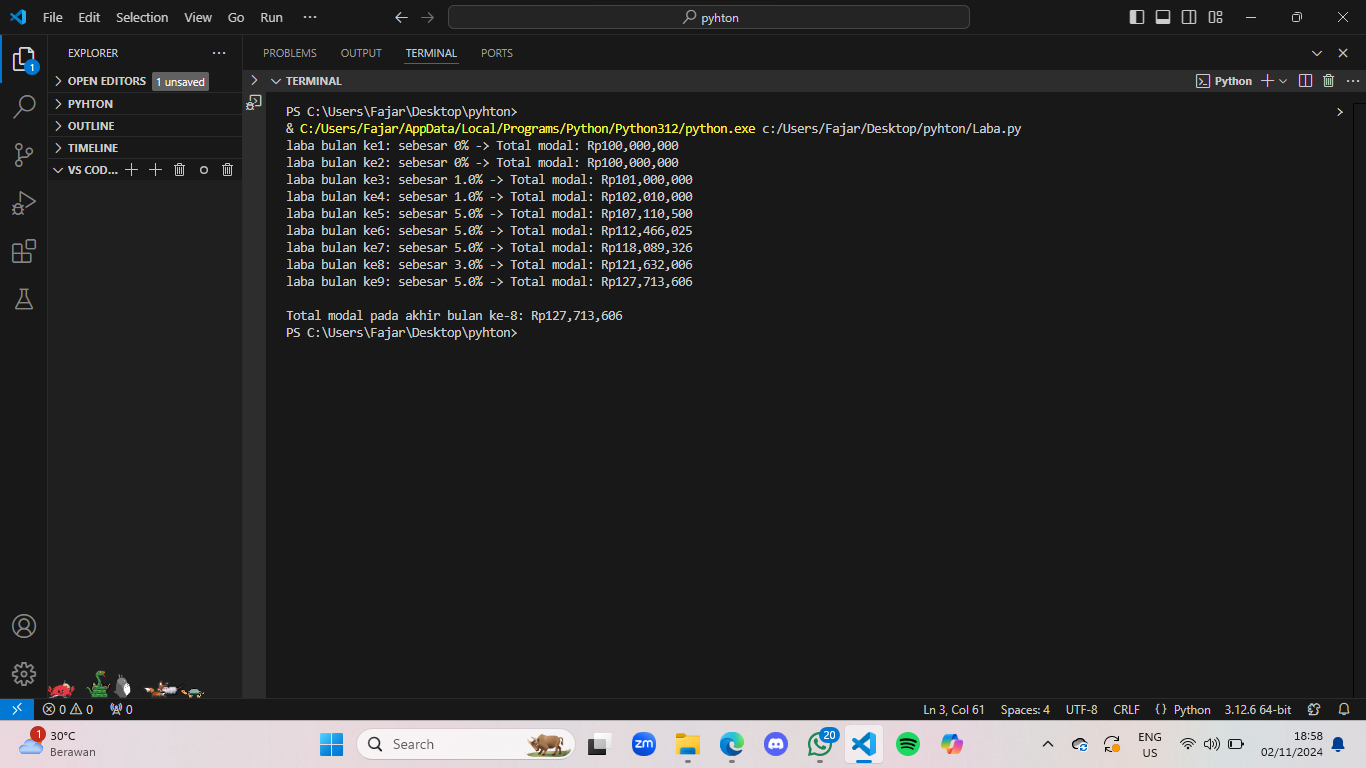 File Edit Selection View Go Run ···
pyhton
EXPLORER ···
PROBLEMS OUTPUT TERMINAL PORTS
1
OPEN EDITORS 1 unsaved
PYHTON
OUTLINE
TIMELINE
VS COD...
TERMINAL
Python
PS C:\Users\Fajar\Desktop\pyhton>
& C:/Users/Fajar/AppData/Local/Programs/Python/Python312/python.exe c:/Users/Fajar/Desktop/pyhton/Laba.py
laba bulan ke1: sebesar 0% -> Total modal: Rp100,000,000
laba bulan ke2: sebesar 0% -> Total modal: Rp100,000,000
laba bulan ke3: sebesar 1.0% -> Total modal: Rp101,000,000
laba bulan ke4: sebesar 1.0% -> Total modal: Rp102,010,000
laba bulan ke5: sebesar 5.0% -> Total modal: Rp107,110,500
laba bulan ke6: sebesar 5.0% -> Total modal: Rp112,466,025
laba bulan ke7: sebesar 5.0% -> Total modal: Rp118,089,326
laba bulan ke8: sebesar 3.0% -> Total modal: Rp121,632,006
laba bulan ke9: sebesar 5.0% -> Total modal: Rp127,713,606
Total modal pada akhir bulan ke-8: Rp127,713,606
PS C:\Users\Fajar\Desktop\pyhton>
0 0 0
Ln 3, Col 61 Spaces: 4 UTF-8 CRLF {} Python 3.12.6 64-bit
1
30°C
Berawan
Search
zm
20
ENG
US
18:58
02/11/2024